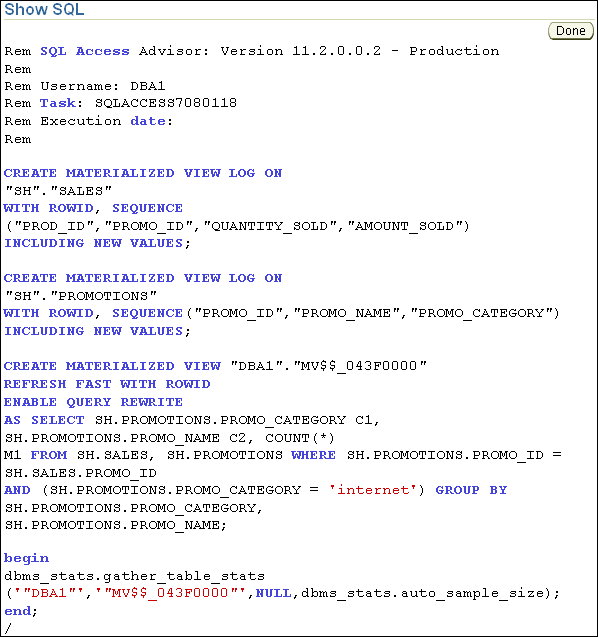 Show SQL
Done
Rem SQL Access Advisor: Version 11.2.0.0.2 - Production
Rem
Rem Username: DBA1
Rem Task: SQLACCESS7080118
Rem Execution date:
Rem
CREATE MATERIALIZED VIEW LOG ON
"SH"."SALES"
WITH ROWID, SEQUENCE
("PROD_ID","PROMO_ID","QUANTITY_SOLD","AMOUNT_SOLD")
INCLUDING NEW VALUES;
CREATE MATERIALIZED VIEW LOG ON
"SH"."PROMOTIONS"
WITH ROWID, SEQUENCE("PROMO_ID","PROMO_NAME","PROMO_CATEGORY")
INCLUDING NEW VALUES;
CREATE MATERIALIZED VIEW "DBA1"."MV$$_043F0000"
REFRESH FAST WITH ROWID
ENABLE QUERY REWRITE
AS SELECT SH.PROMOTIONS.PROMO_CATEGORY C1,
SH.PROMOTIONS.PROMO_NAME C2, COUNT(*)
M1 FROM SH.SALES, SH.PROMOTIONS WHERE SH.PROMOTIONS.PROMO_ID =
SH.SALES.PROMO_ID
AND (SH.PROMOTIONS.PROMO_CATEGORY = 'internet') GROUP BY
SH.PROMOTIONS.PROMO_CATEGORY,
SH.PROMOTIONS.PROMO_NAME;
begin
dbms_stats.gather_table_stats
('"DBA1"','"MV$$_043F0000"',NULL,dbms_stats.auto_sample_size);
end;
/